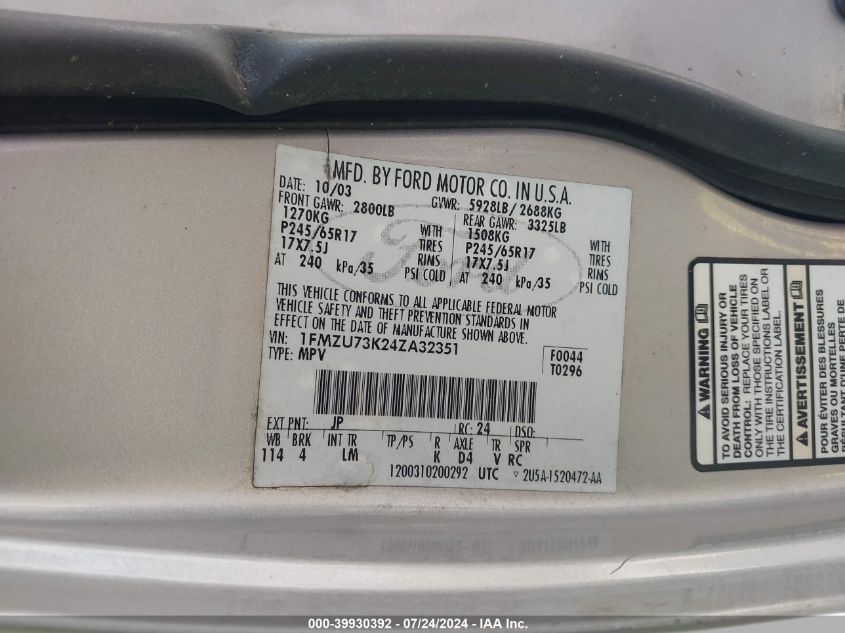 MFD. BY FORD MOTOR CO. IN U.S.A.
DATE: 10/03 GVWR: 5928LB/2688KG
FRONT GAWR: 2800LB REAR GAWR: 3325LB
1270KG WITH 1508KG WITH
P245/65R17 TIRES P245/65R17 TIRES
17X7.5J RIMS 17X7.5J RIMS
AT 240 kPa/35 PSI COLD AT 240 kPa/35 PSI COLD
Ford
THIS VEHICLE CONFORMS TO ALL APPLICABLE FEDERAL MOTOR
VEHICLE SAFETY AND THEFT PREVENTION STANDARDS IN
EFFECT ON THE DATE OF MANUFACTURE SHOWN ABOVE.
VIN: 1FMZU73K24ZA32351 F0044
TYPE: MPV T0296
EXT PNT: JP RC: 24 DSO:
WB BRK INT TR TP/PS R AXLE TR SPR
114 4 LM K D4 V RC
1200310200292 UTC ▽ 2U5A-1520472-AA
WARNING
TO AVOID SERIOUS INJURY OR
DEATH FROM LOSS OF VEHICLE
CONTROL: REPLACE YOUR TIRES
ONLY WITH THOSE SPECIFIED ON
THE TIRE INSTRUCTIONS LABEL OR
THE CERTIFICATION LABEL.
AVERTISSEMENT
POUR ÉVITER DES BLESSURES
GRAVES OU MORTELLES
RÉSULTANT D'UNE PERTE DE
000-39930392 / 07/24/2024 - IAA Inc.